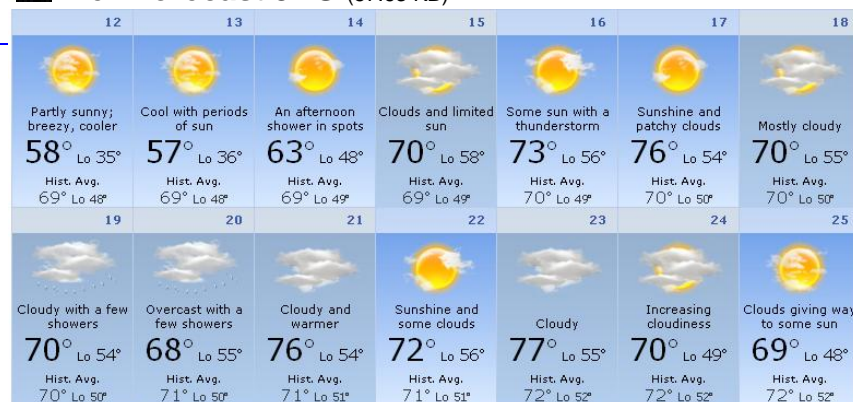 12 13 14 15 16 17 18
Partly sunny; breezy, cooler
58° Lo 35°
Hist. Avg.
69° Lo 48°
Cool with periods of sun
57° Lo 36°
Hist. Avg.
69° Lo 48°
An afternoon shower in spots
63° Lo 48°
Hist. Avg.
69° Lo 49°
Clouds and limited sun
70° Lo 58°
Hist. Avg.
69° Lo 49°
Some sun with a thunderstorm
73° Lo 56°
Hist. Avg.
70° Lo 49°
Sunshine and patchy clouds
76° Lo 54°
Hist. Avg.
70° Lo 50°
Mostly cloudy
70° Lo 55°
Hist. Avg.
70° Lo 50°
19 20 21 22 23 24 25
Cloudy with a few showers
70° Lo 54°
Hist. Avg.
70° Lo 50°
Overcast with a few showers
68° Lo 55°
Hist. Avg.
71° Lo 50°
Cloudy and warmer
76° Lo 54°
Hist. Avg.
71° Lo 51°
Sunshine and some clouds
72° Lo 56°
Hist. Avg.
71° Lo 51°
Cloudy
77° Lo 55°
Hist. Avg.
72° Lo 52°
Increasing cloudiness
70° Lo 49°
Hist. Avg.
72° Lo 52°
Clouds giving way to some sun
69° Lo 48°
Hist. Avg.
72° Lo 52°